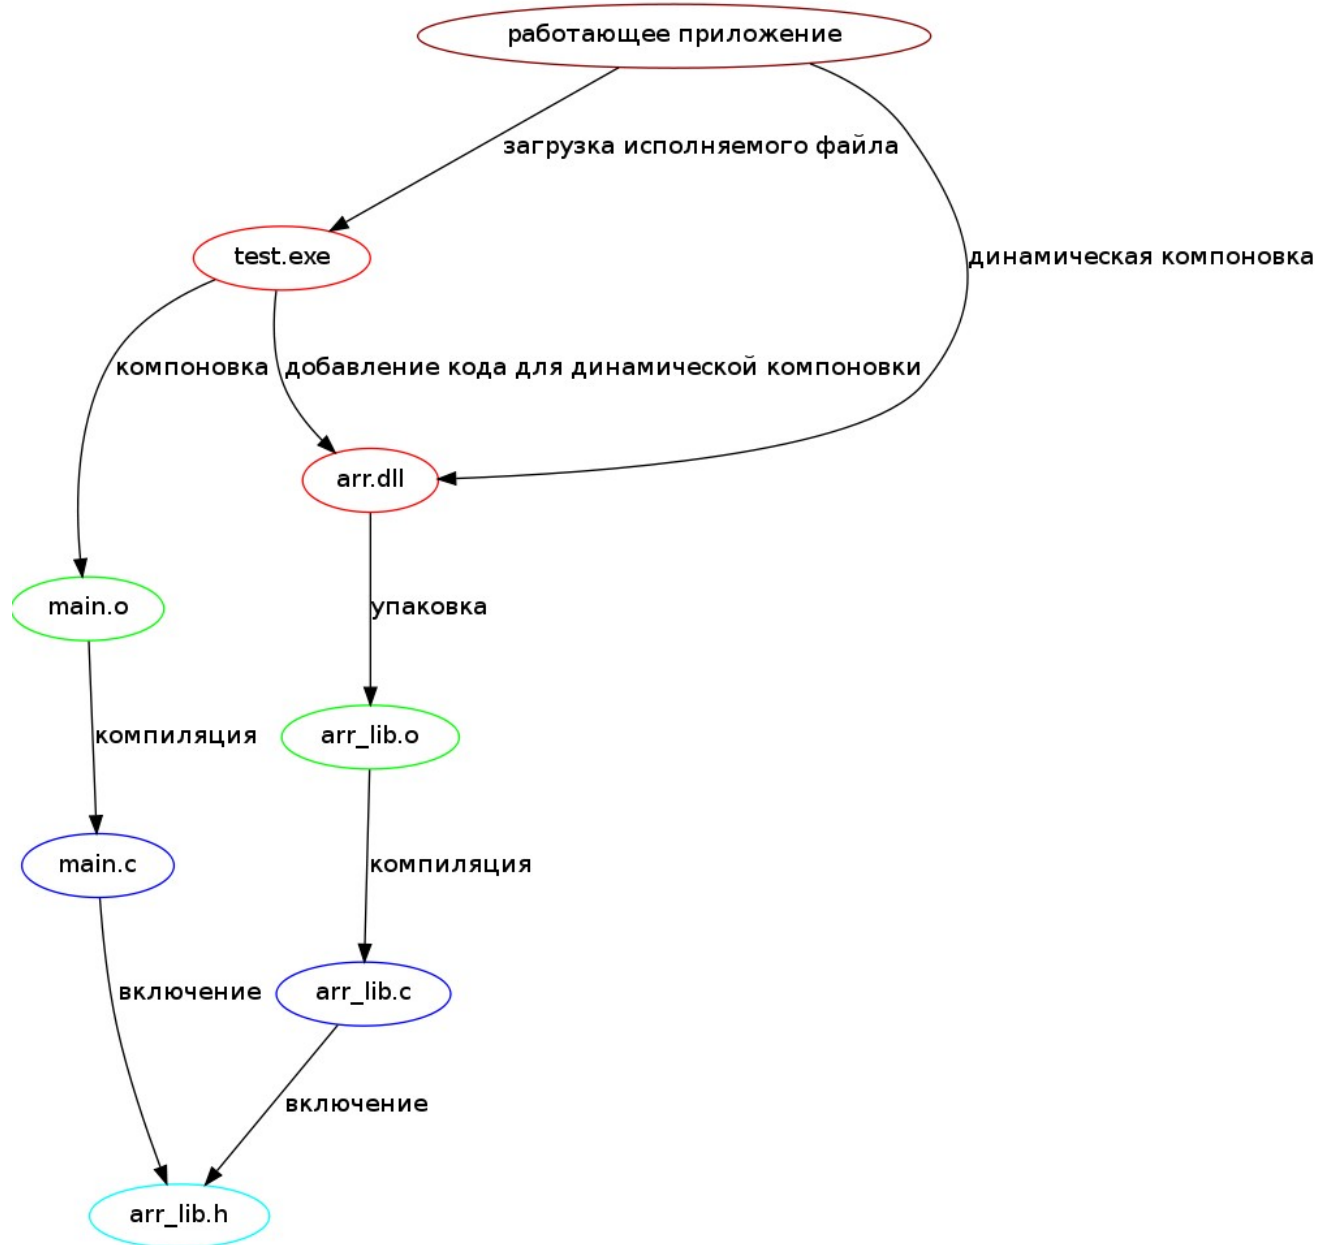 работающее приложение
загрузка исполняемого файла
test.exe
динамическая компоновка
компоновка
добавление кода для динамической компоновки
arr.dll
main.o
упаковка
компиляция
arr_lib.o
main.c
компиляция
включение
arr_lib.c
включение
arr_lib.h